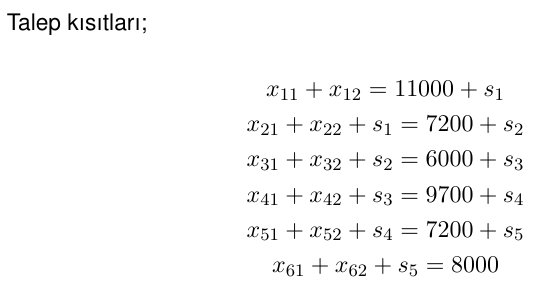 Talep kısıtları;
x₁₁ + x₁₂ = 11000 + s₁
x₂₁ + x₂₂ + s₁ = 7200 + s₂
x₃₁ + x₃₂ + s₂ = 6000 + s₃
x₄₁ + x₄₂ + s₃ = 9700 + s₄
x₅₁ + x₅₂ + s₄ = 7200 + s₅
x₆₁ + x₆₂ + s₅ = 8000